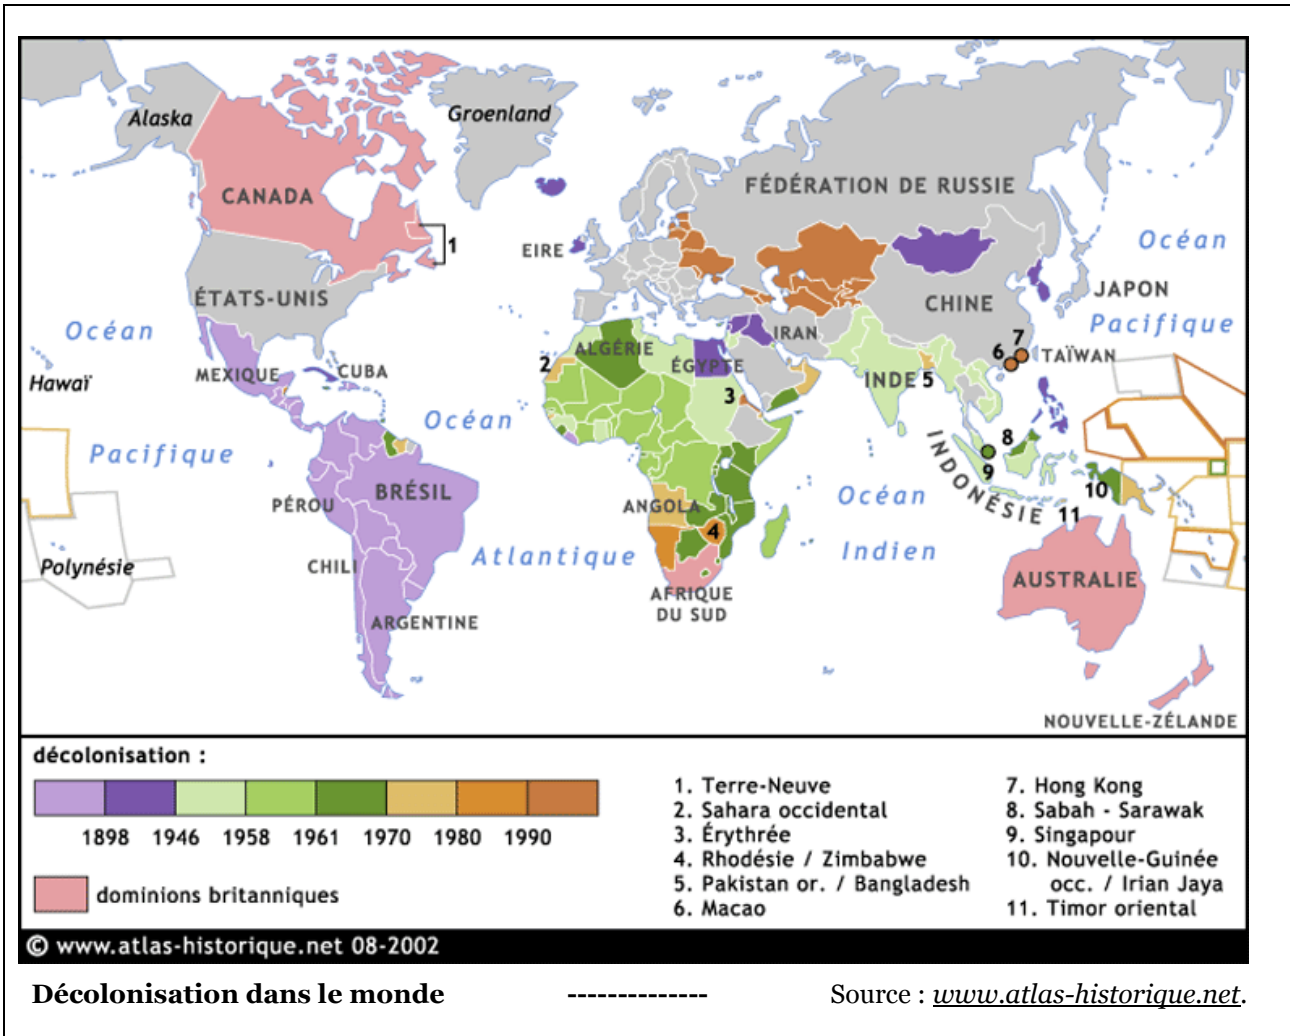 Alaska
Groenland
CANADA
FÉDÉRATION DE RUSSIE
1
EIRE
Océan
ÉTATS-UNIS
CHINE
JAPON
Océan
Pacifique
IRAN
7
6
TAÏWAN
ALGÉRIE
ÉGYPTE
2
Hawaï
MEXIQUE
CUBA
INDE
5
3
Océan
Pacifique
8
9
INDONÉSIE
10
11
PÉROU
BRÉSIL
ANGOLA
Océan
4
Atlantique
Indien
Polynésie
CHILI
AUSTRALIE
AFRIQUE
DU SUD
ARGENTINE
NOUVELLE-ZÉLANDE
décolonisation :
1898 1946 1958 1961 1970 1980 1990
dominions britanniques
1. Terre-Neuve
2. Sahara occidental
3. Érythrée
4. Rhodésie / Zimbabwe
5. Pakistan or. / Bangladesh
6. Macao
7. Hong Kong
8. Sabah - Sarawak
9. Singapour
10. Nouvelle-Guinée
occ. / Irian Jaya
11. Timor oriental
© www.atlas-historique.net 08-2002
Décolonisation dans le monde -------------- Source : www.atlas-historique.net.